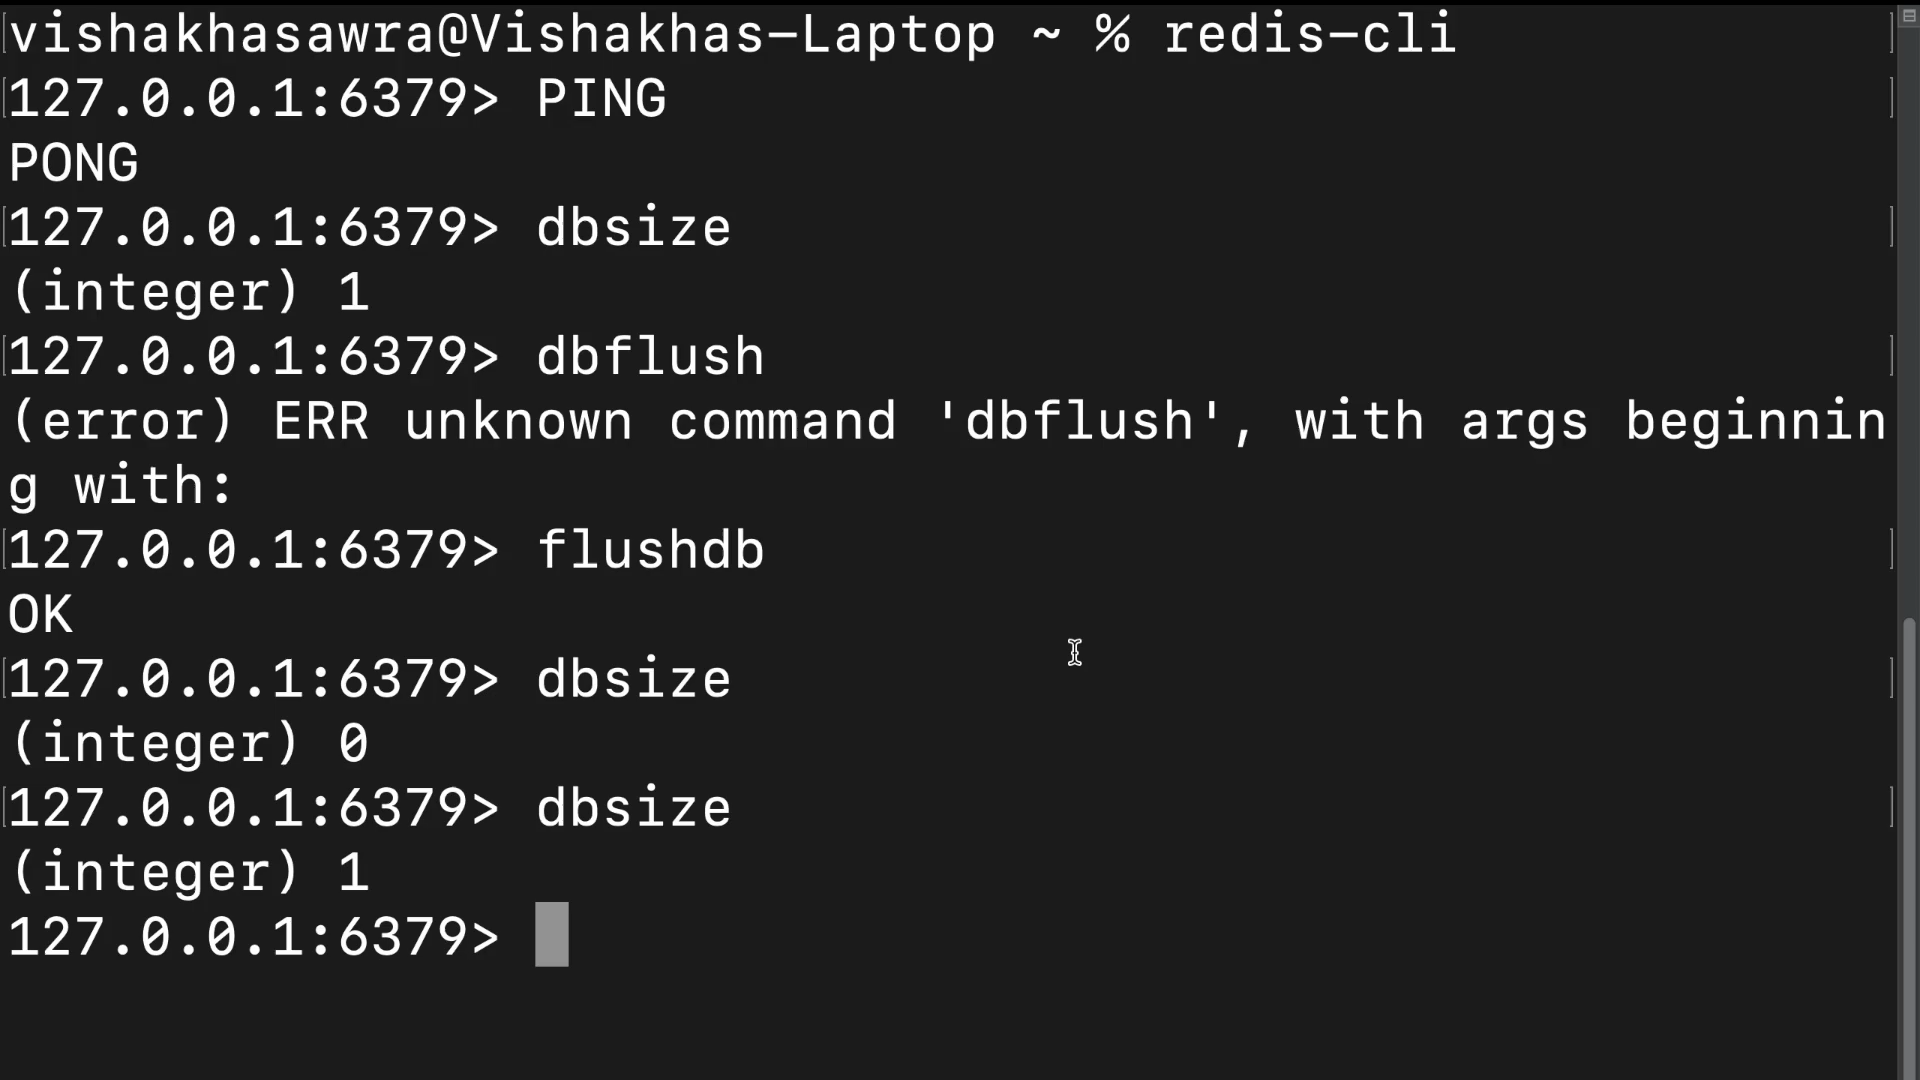 vishakhasawra@Vishakhas-Laptop ~ % redis-cli
127.0.0.1:6379> PING
PONG
127.0.0.1:6379> dbsize
(integer) 1
127.0.0.1:6379> dbflush
(error) ERR unknown command 'dbflush', with args beginnin
g with:
127.0.0.1:6379> flushdb
OK
127.0.0.1:6379> dbsize
(integer) 0
127.0.0.1:6379> dbsize
(integer) 1
127.0.0.1:6379>